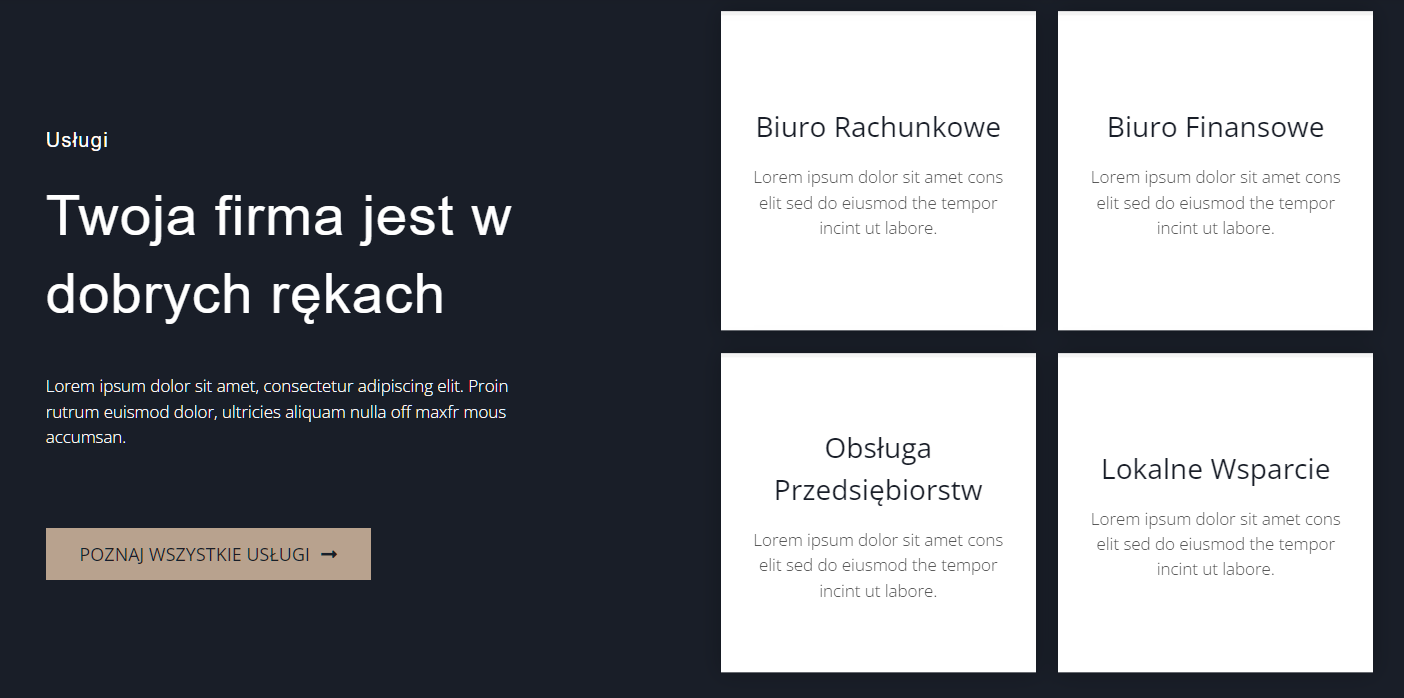 Usługi
Twoja firma jest w
dobrych rękach
Lorem ipsum dolor sit amet, consectetur adipiscing elit. Proin
rutrum euismod dolor, ultricies aliquam nulla off maxfr mous
accumsan.
POZNAJ WSZYSTKIE USŁUGI
Biuro Rachunkowe
Lorem ipsum dolor sit amet cons
elit sed do eiusmod the tempor
incint ut labore.
Biuro Finansowe
Lorem ipsum dolor sit amet cons
elit sed do eiusmod the tempor
incint ut labore.
Obsługa
Przedsiębiorstw
Lorem ipsum dolor sit amet cons
elit sed do eiusmod the tempor
incint ut labore.
Lokalne Wsparcie
Lorem ipsum dolor sit amet cons
elit sed do eiusmod the tempor
incint ut labore.